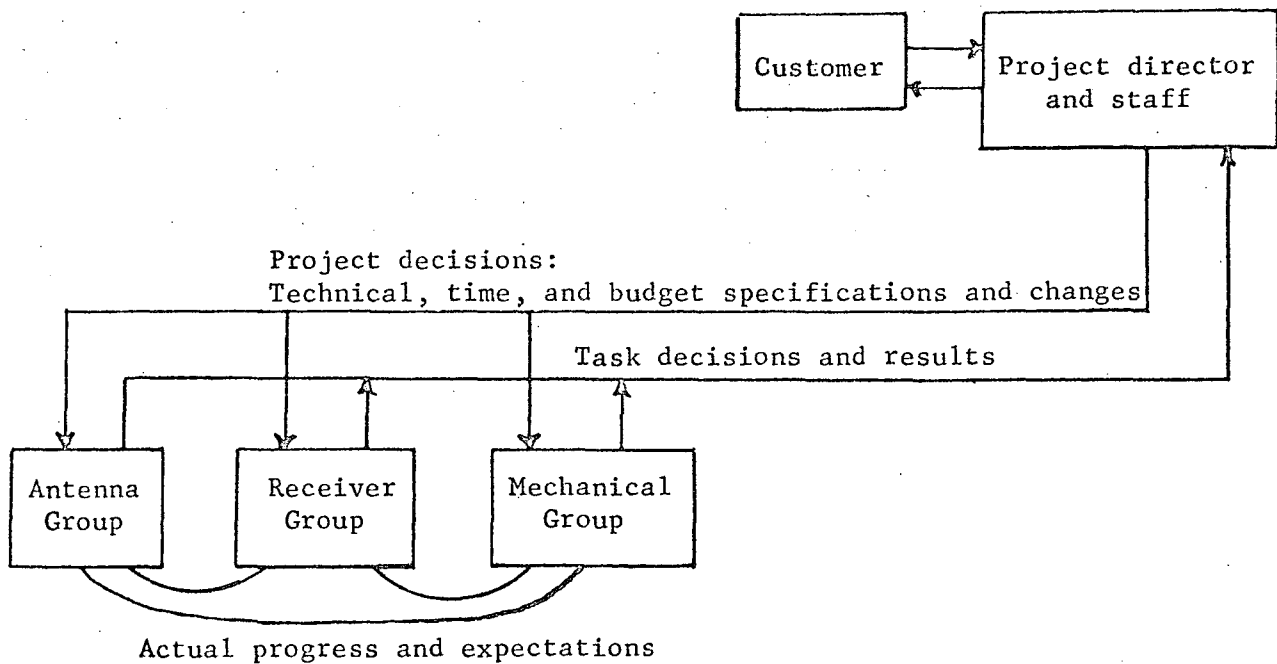 Customer
Project director
and staff
Project decisions:
Technical, time, and budget specifications and changes
Task decisions and results
Antenna
Group
Receiver
Group
Mechanical
Group
Actual progress and expectations